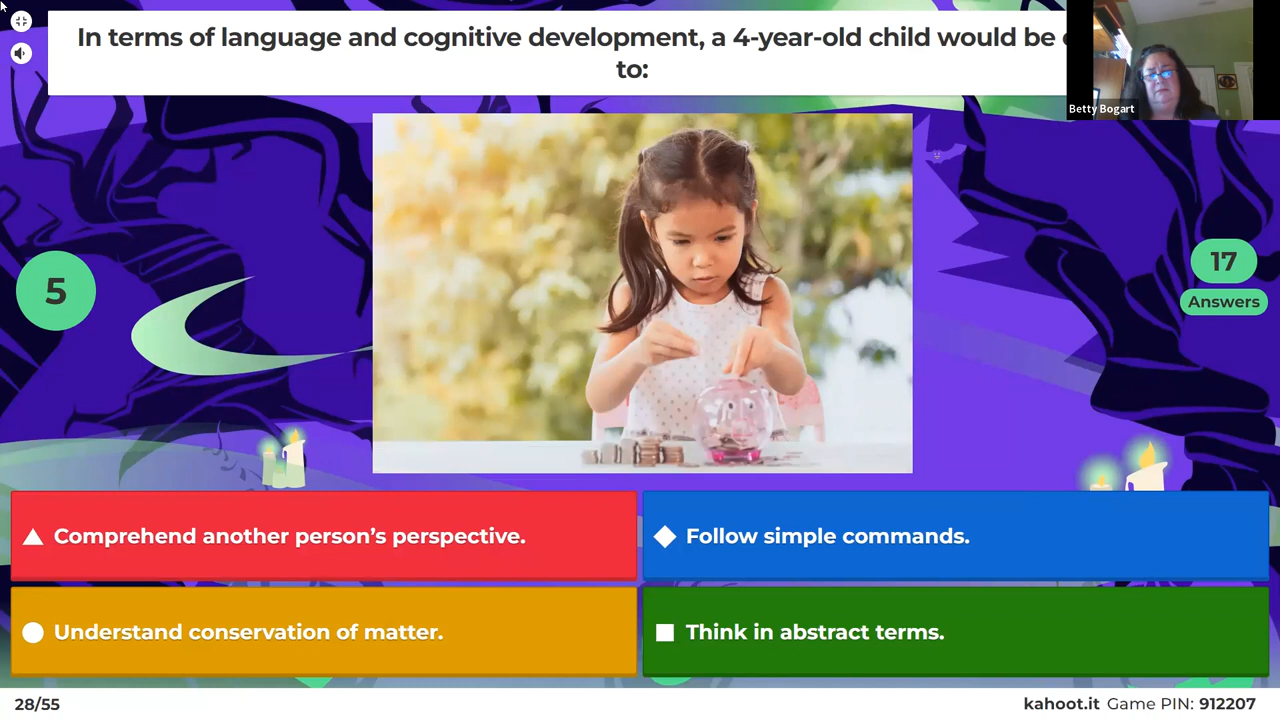 In terms of language and cognitive development, a 4-year-old child would be
to:
Betty Bogart
5
17
Answers
Comprehend another person's perspective.
Follow simple commands.
Understand conservation of matter.
Think in abstract terms.
28/55
kahoot.it Game PIN: 912207